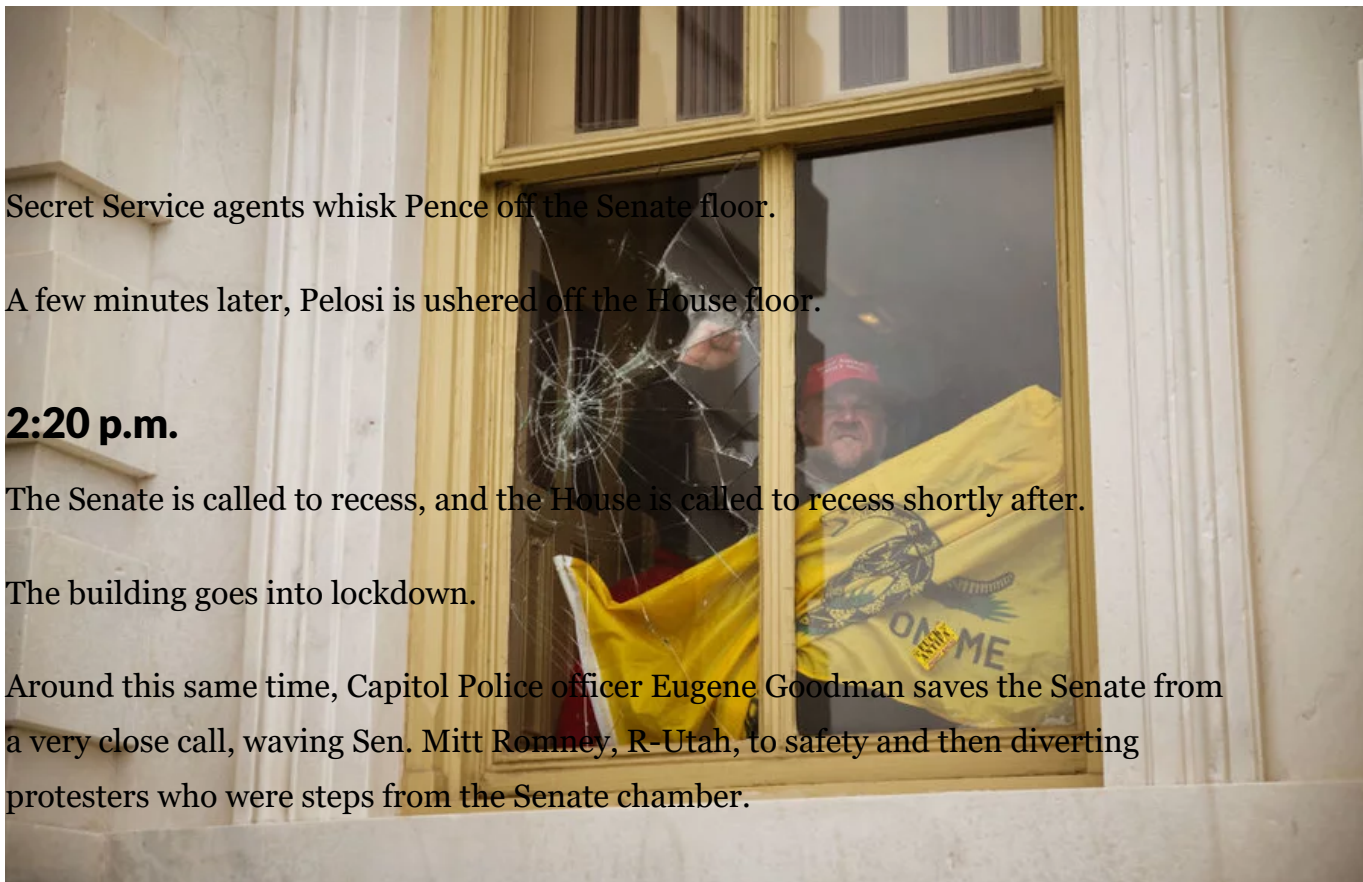 Secret Service agents whisk Pence off the Senate floor.
A few minutes later, Pelosi is ushered off the House floor.
2:20 p.m.
The Senate is called to recess, and the House is called to recess shortly after.
The building goes into lockdown.
ON ME
Around this same time, Capitol Police officer Eugene Goodman saves the Senate from
a very close call, waving Sen. Mitt Romney, R-Utah, to safety and then diverting
protesters who were steps from the Senate chamber.